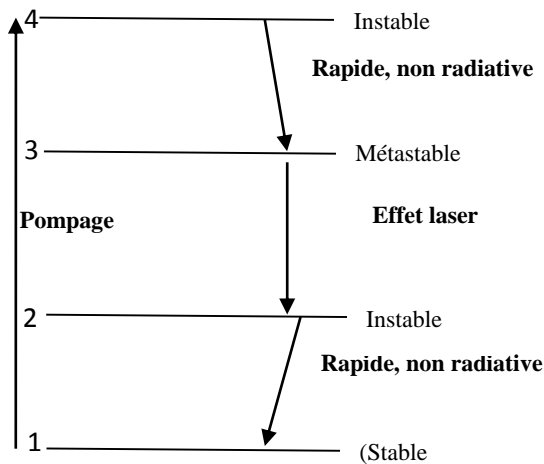 4 Instable
Rapide, non radiative
3 Métastable
Pompage
Effet laser
2 Instable
Rapide, non radiative
1 (Stable